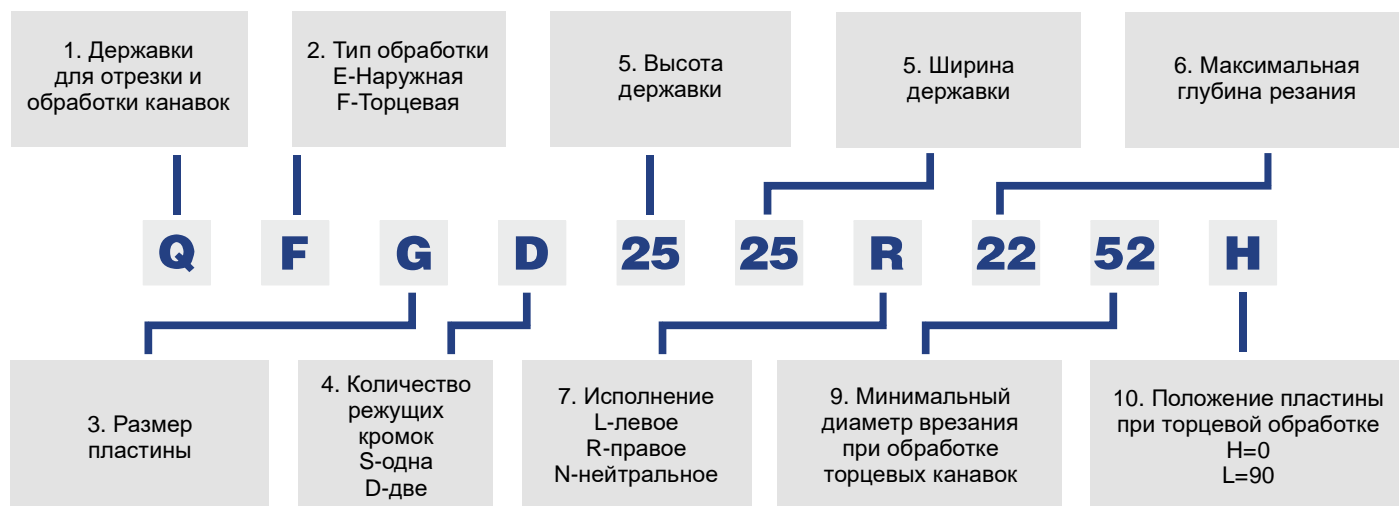 1. Державки
для отрезки и
обработки канавок
2. Тип обработки
E-Наружная
F-Торцевая
5. Высота
державки
5. Ширина
державки
6. Максимальная
глубина резания
Q F G D 25 25 R 22 52 H
3. Размер
пластины
4. Количество
режущих
кромок
S-одна
D-две
7. Исполнение
L-левое
R-правое
N-нейтральное
9. Минимальный
диаметр врезания
при обработке
торцевых канавок
10. Положение пластины
при торцевой обработке
H=0
L=90